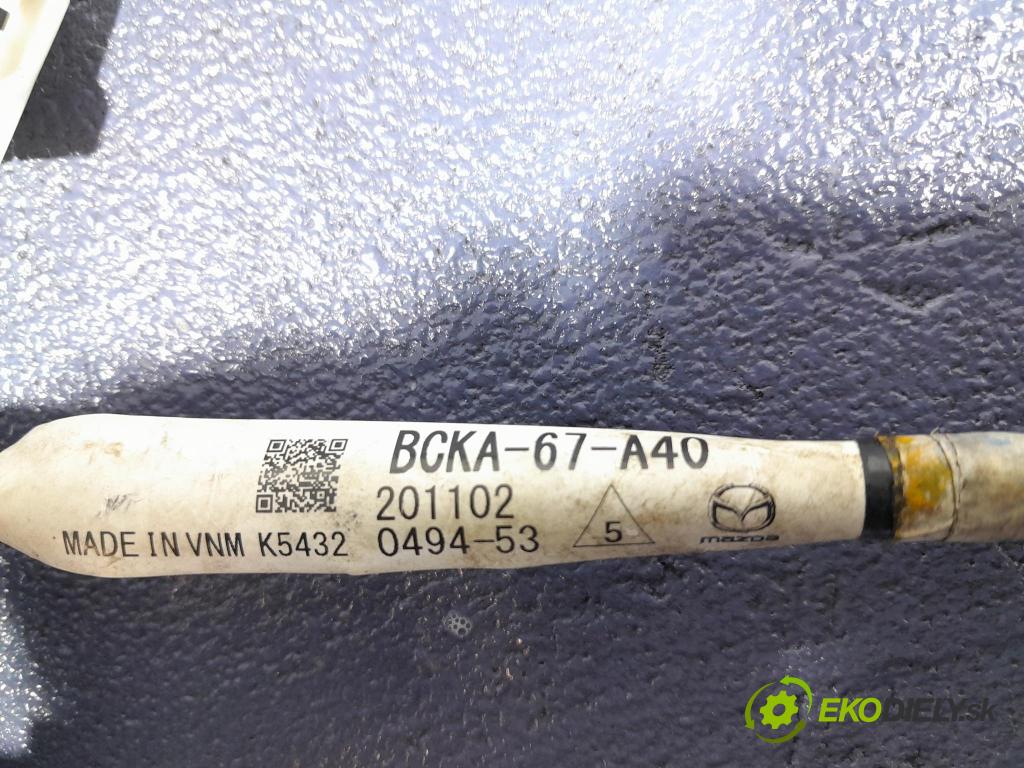 BCKA-67-A40
201102
MADE IN VNM K5432 0494-53 5 mazda
EKODIELY.sk